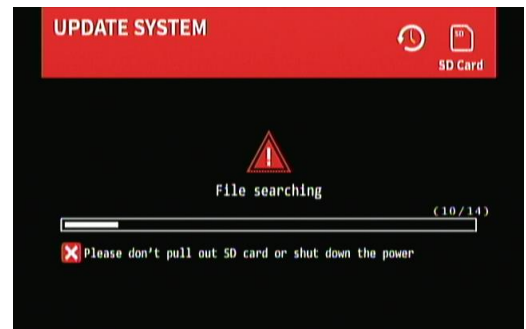 UPDATE SYSTEM
SD
SD Card
File searching
(10/14)
Please don't pull out SD card or shut down the power